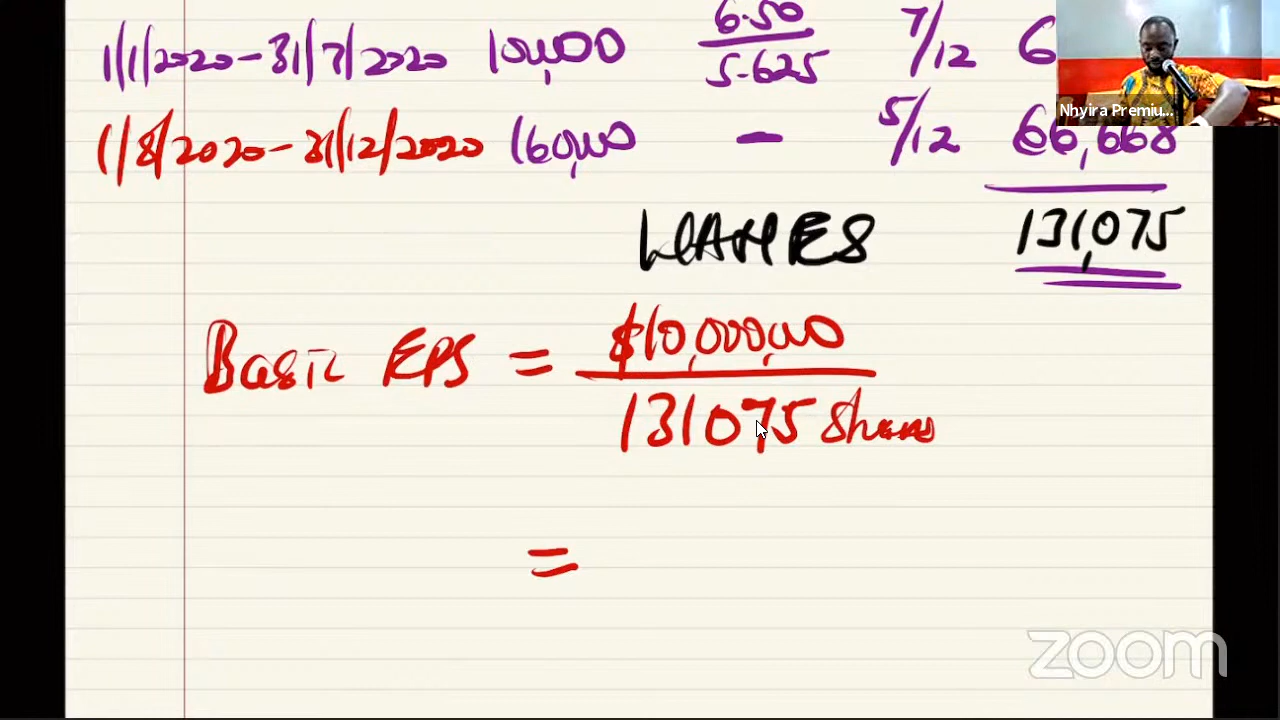 1/1/2020 - 31/7/2020 10,000 6.50/5.625 7/12 6
Nhyira Premiu...
1/8/2020 - 31/12/2020 160,000 - 5/12 66,668
131,075
Basic EPS = $10,000,000
131075 Shares
=
zoom